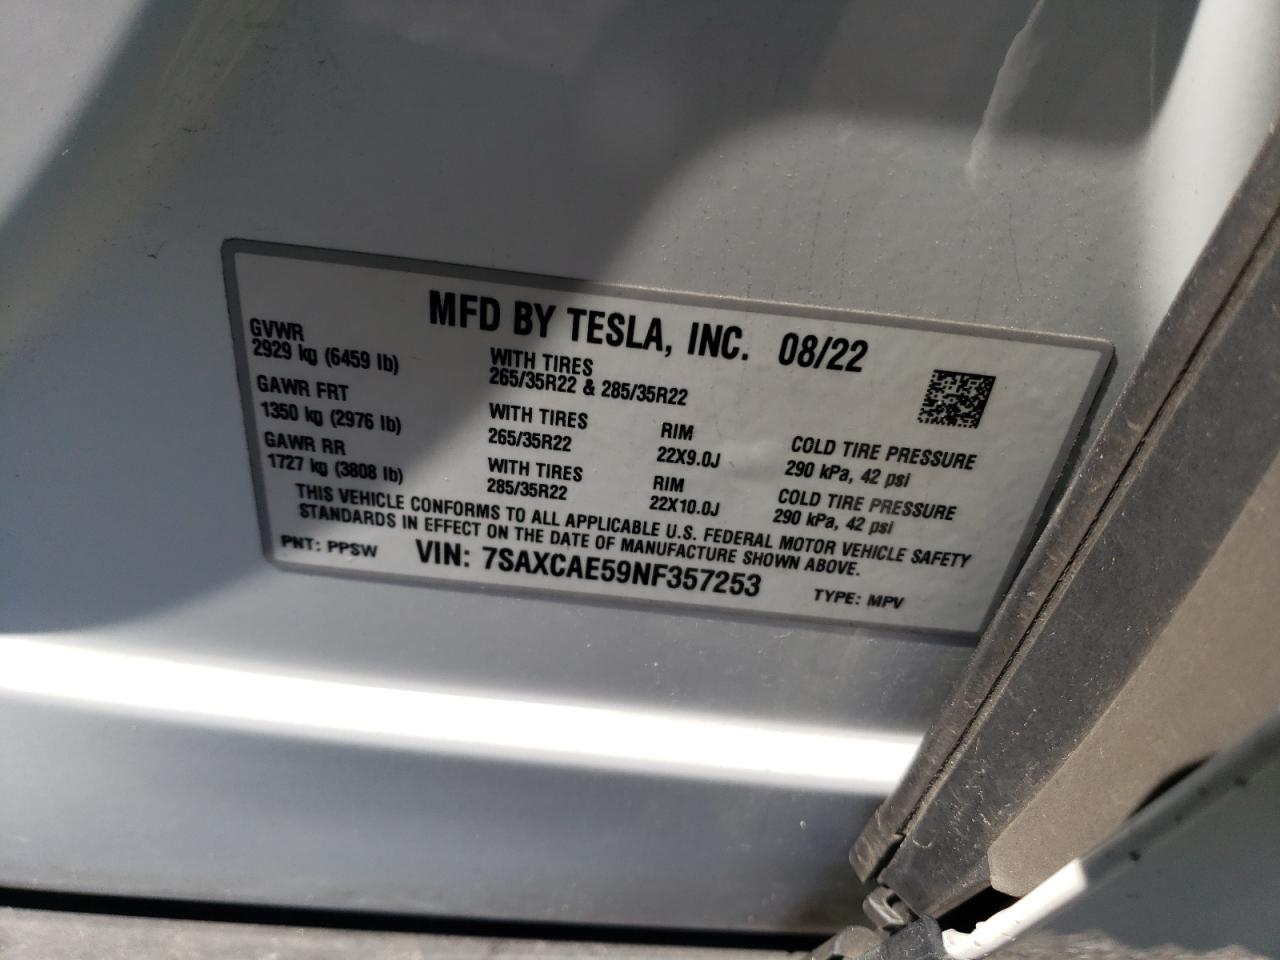 MFD BY TESLA, INC. 08/22
GVWR
2929 kg (6459 lb)
WITH TIRES
265/35R22 & 285/35R22
GAWR FRT
1350 kg (2976 lb)
WITH TIRES
265/35R22
RIM
22X9.0J
COLD TIRE PRESSURE
290 kPa, 42 psi
GAWR RR
1727 kg (3808 lb)
WITH TIRES
285/35R22
RIM
22X10.0J
COLD TIRE PRESSURE
290 kPa, 42 psi
THIS VEHICLE CONFORMS TO ALL APPLICABLE U.S. FEDERAL MOTOR VEHICLE SAFETY
STANDARDS IN EFFECT ON THE DATE OF MANUFACTURE SHOWN ABOVE.
PNT: PPSW VIN: 7SAXCAE59NF357253 TYPE: MPV